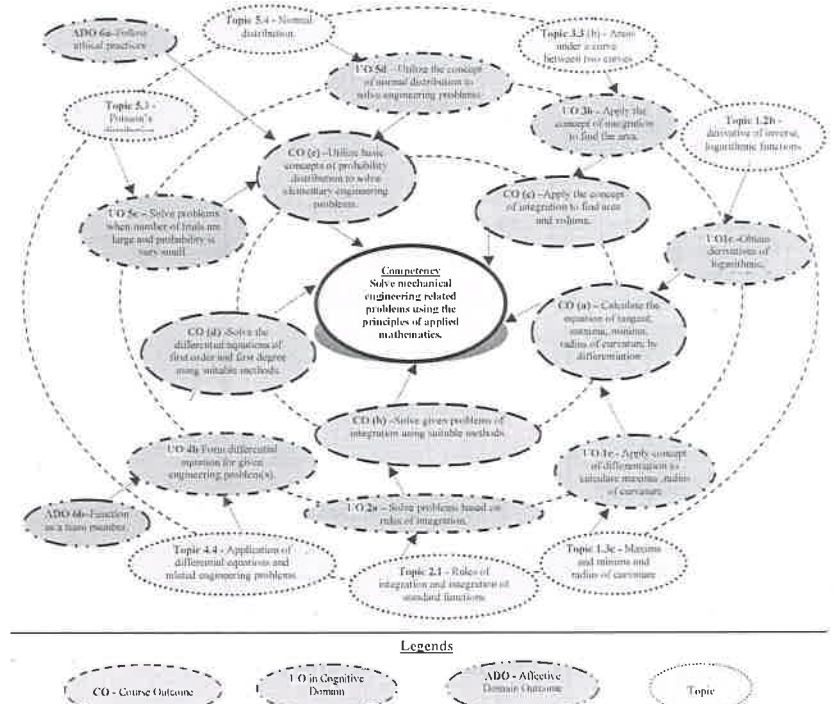 Topic 5.4 - Normal
distribution.
ADO 6a-Follow
ethical practices
Topic 3.3 (b) - Areas
under a curve
between two curves
UO 5d - Utilize the concept
of normal distribution to
solve engineering problems
Topic 5.3 -
Poisson's
distribution
UO 3b - Apply the
concept of integration
to find the area.
Topic 1.2h -
derivative of inverse,
logarithmic functions
CO (e) -Utilize basic
concepts of probability
distribution to solve
elementary engineering
problems.
CO (c) -Apply the concept
of integration to find area
and volume.
UO 5c - Solve problems
when number of trials are
large and probability is
very small
UO1c -Obtain
derivatives of
logarithmic,
Competency
Solve mechanical
engineering related
problems using the
principles of applied
mathematics.
CO (a) - Calculate the
equation of tangent,
maxima, minima,
radius of curvature by
differentiation
CO (d) -Solve the
differential equations of
first order and first degree
using suitable methods.
CO (b) -Solve given problems of
integration using suitable methods
UO 4b Form differential
equation for given
engineering problem(s).
UO 1e - Apply concept
of differentiation to
calculate maxima ,radius
of curvature
UO 2a - Solve problems based on
rules of integration.
ADO 6b-Function
as a team member.
Topic 4.4 - Application of
differential equations and
related engineering problems
Topic 2.1 - Rules of
integration and integration of
standard functions
Topic 1.3c - Maxima
and minima and
radius of curvature
Legends
CO - Course Outcome
UO in Cognitive
Domain
ADO - Affective
Domain Outcome
Topic